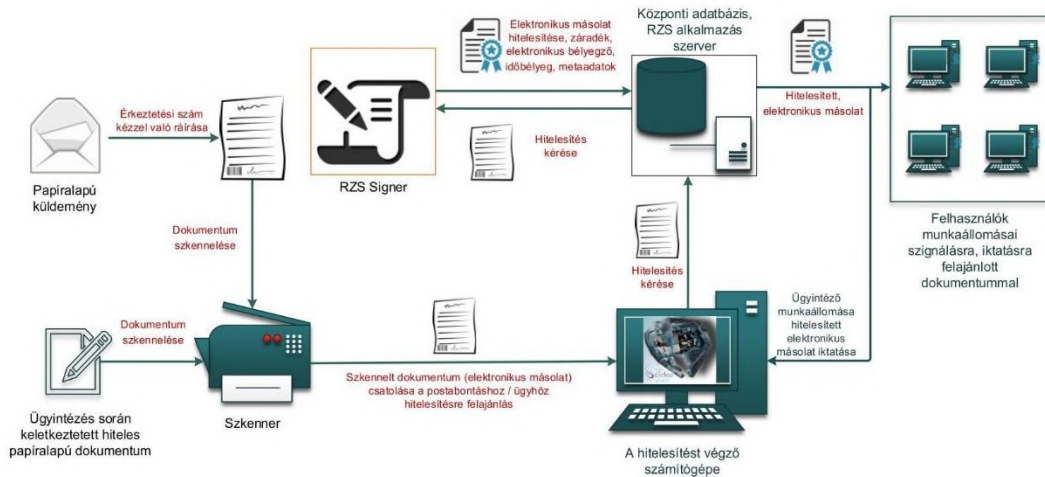 Elektronikus másolat
hitelesítése, záradék,
elektronikus bélyegző,
időbélyeg, metaadatok
Központi adatbázis,
RZS alkalmazás
szerver
Érkeztetési szám
kézzel való ráírása
Papíralapú
küldemény
RZS Signer
Hitelesítés
kérése
Hitelesített,
elektronikus másolat
Felhasználók
munkaállomásai
szignálásra, iktatásra
felajánlott
dokumentummal
Dokumentum
szkennelése
Hitelesítés
kérése
Dokumentum
szkennelése
Ügyintéző
munkaállomása
hitelesített
elektronikus
másolat iktatása
Szkennelt dokumentum (elektronikus másolat)
csatolása a postabontáshoz / ügyhöz
hitelesítésre felajánlás
Ügyintézés során
keletkeztetett hiteles
papíralapú dokumentum
Szkenner
A hitelesítést végző
számítógépe